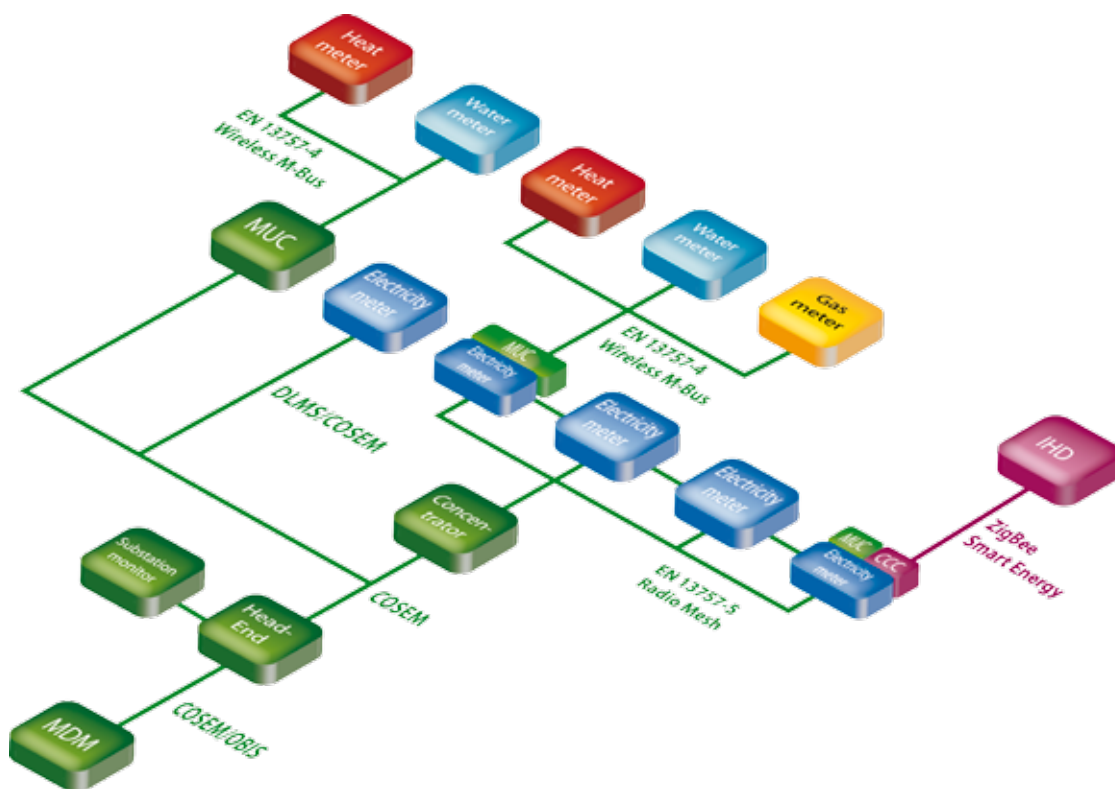 Heat
meter
Water
meter
EN 13757-4
Wireless M-Bus
Heat
meter
MUC
Water
meter
Electricity
meter
Gas
meter
MUC
Electricity
meter
EN 13757-4
Wireless M-Bus
DLMS/COSEM
Electricity
meter
IHD
Electricity
meter
Concen-
trator
ZigBee
Smart Energy
MUC
CCC
Electricity
meter
Substation
monitor
EN 13757-5
Radio Mesh
COSEM
Head-
End
COSEM/OBIS
MDM